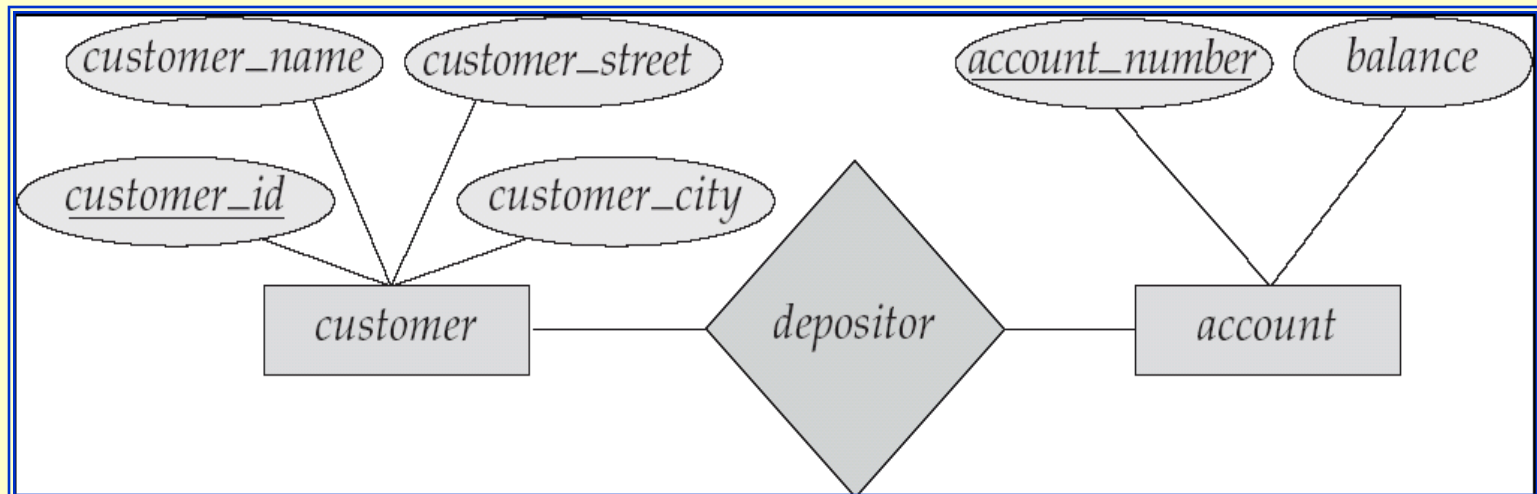 customer_name customer_street account_number balance
customer_id customer_city
customer depositor account